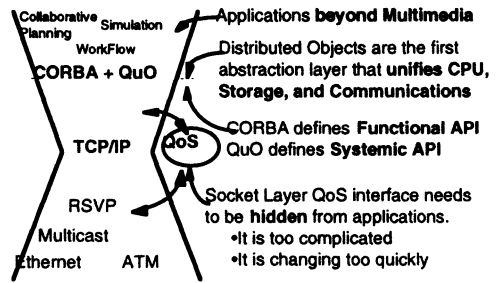 Collaborative
Planning
Simulation
WorkFlow
CORBA + QuO
TCP/IP
QoS
RSVP
Multicast
Ethernet
ATM
Applications beyond Multimedia
Distributed Objects are the first
abstraction layer that unifies CPU,
Storage, and Communications
CORBA defines Functional API
QuO defines Systemic API
Socket Layer QoS interface needs
to be hidden from applications.
•It is too complicated
•It is changing too quickly